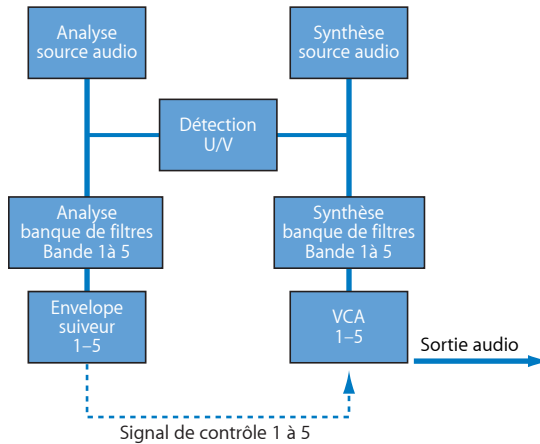 Analyse
source audio
Synthèse
source audio
Détection
U/V
Analyse
banque de filtres
Bande 1à 5
Synthèse
banque de filtres
Bande 1à 5
Envelope
suiveur
1–5
VCA
1–5
Sortie audio
Signal de contrôle 1 à 5